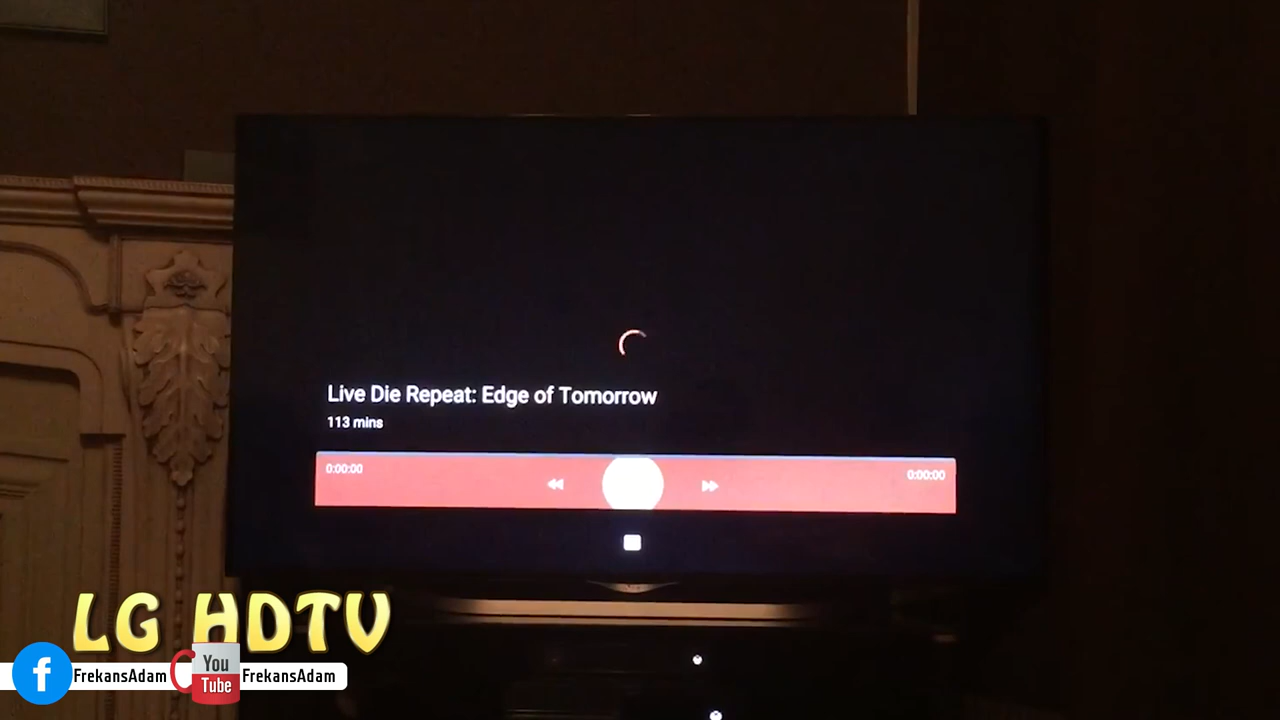 Live Die Repeat: Edge of Tomorrow
113 mins
0:00:00
0:00:00
LG HDTV
f FrekansAdam You Tube FrekansAdam